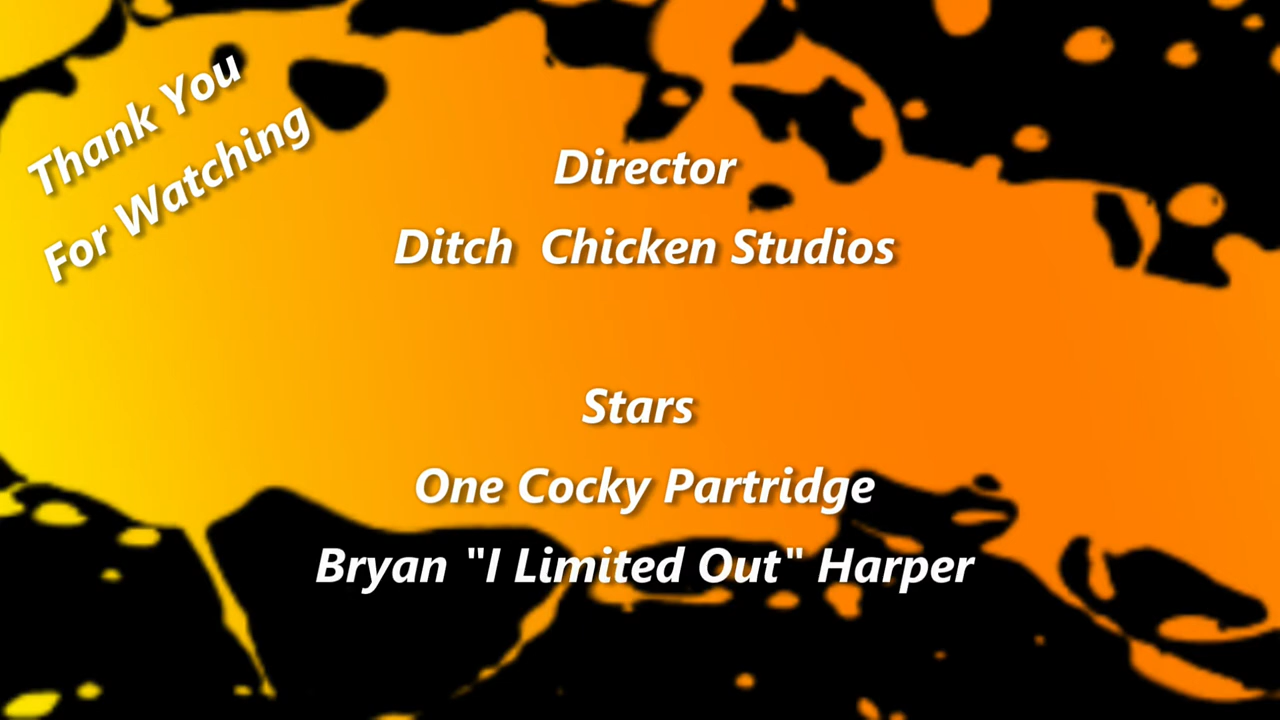 Thank You
For Watching
Director
Ditch  Chicken Studios
Stars
One Cocky Partridge
Bryan "I Limited Out" Harper